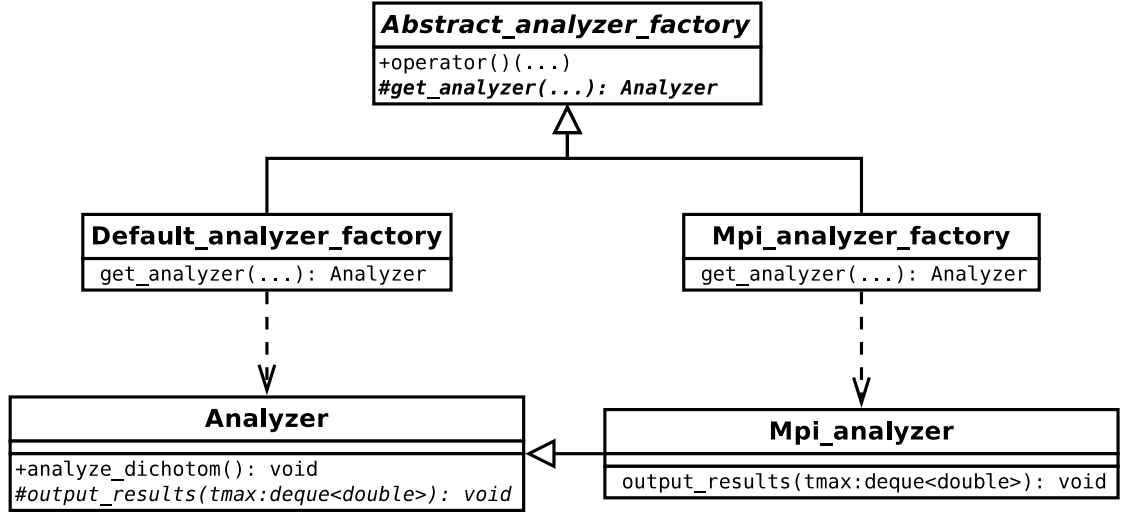 Abstract_analyzer_factory
+operator()(...)
#get_analyzer(...): Analyzer
Default_analyzer_factory
get_analyzer(...): Analyzer
Mpi_analyzer_factory
get_analyzer(...): Analyzer
Analyzer
+analyze_dichotom(): void
#output_results(tmax:deque<double>): void
Mpi_analyzer
output_results(tmax:deque<double>): void